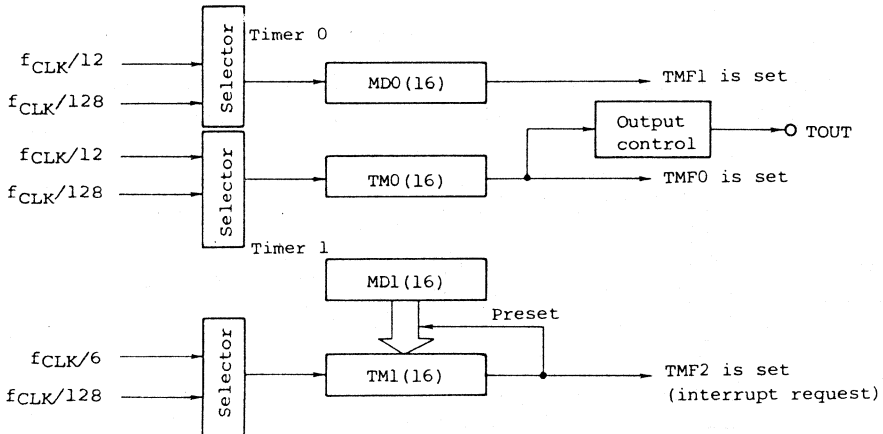 Timer 0
fCLK/12
fCLK/128
Selector
MD0(16)
TMF1 is set
Output
control
TOUT
fCLK/12
fCLK/128
Selector
TM0(16)
TMF0 is set
Timer 1
MD1(16)
Preset
fCLK/6
fCLK/128
Selector
TM1(16)
TMF2 is set
(interrupt request)